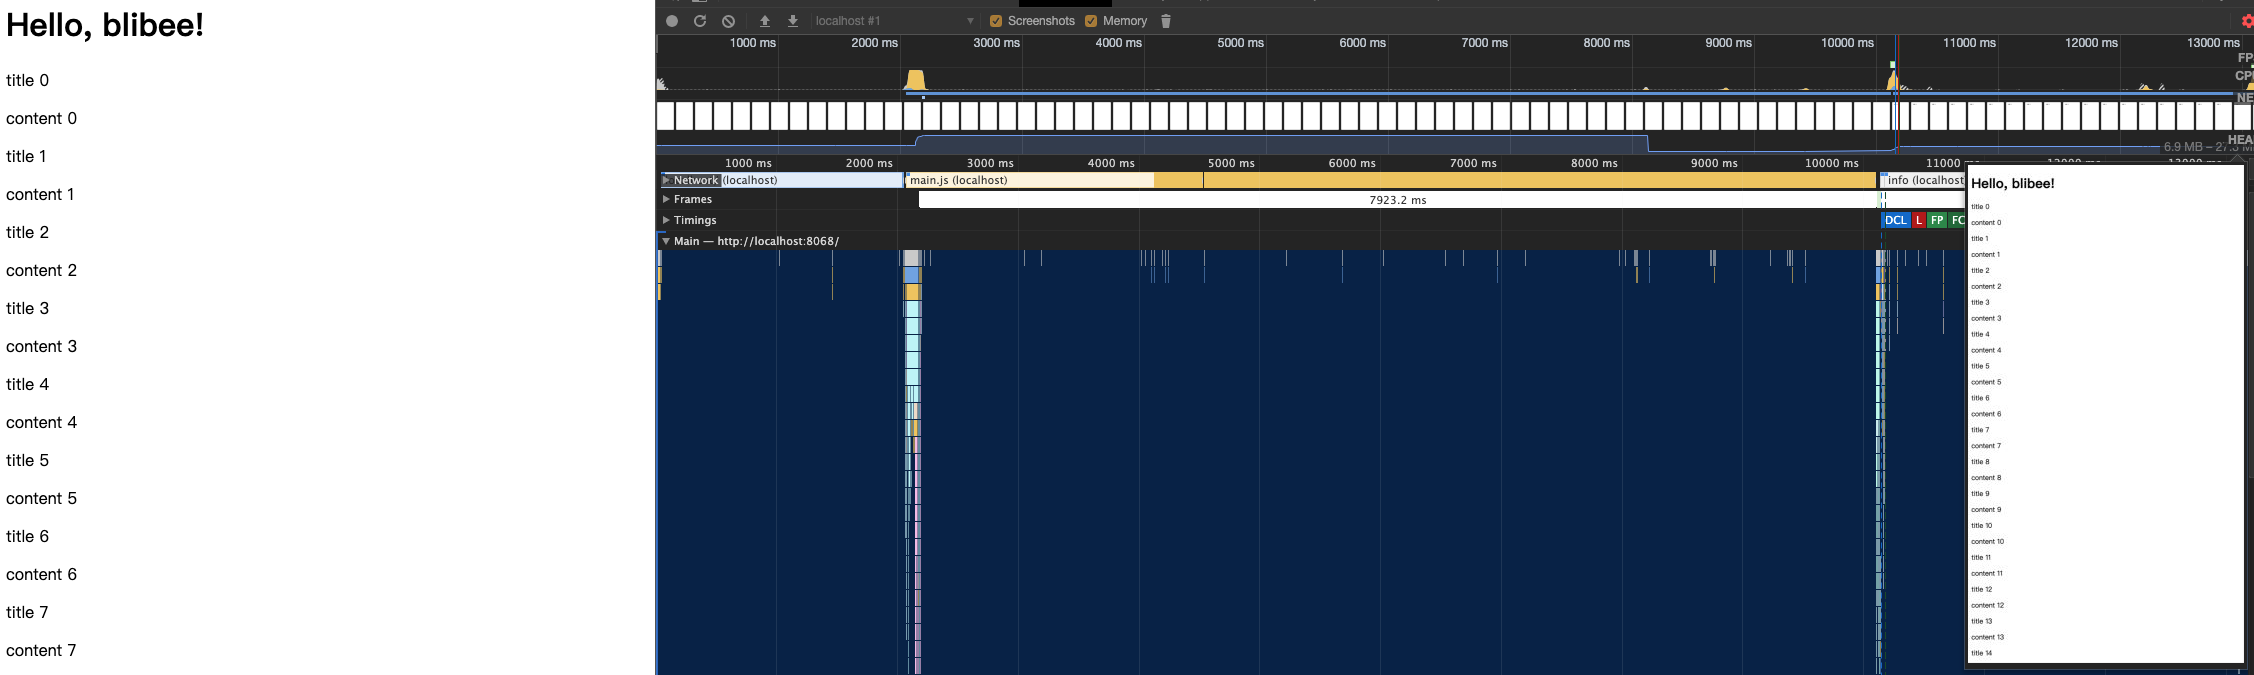 Hello, blibee!
title 0
content 0
title 1
content 1
title 2
content 2
title 3
content 3
title 4
content 4
title 5
content 5
title 6
content 6
title 7
content 7
localhost #1 Screenshots Memory
1000 ms 2000 ms 3000 ms 4000 ms 5000 ms 6000 ms 7000 ms 8000 ms 9000 ms 10000 ms 11000 ms 12000 ms 13000 ms
FP
CP
NE
HEA
6.9 MB – 27.
1000 ms 2000 ms 3000 ms 4000 ms 5000 ms 6000 ms 7000 ms 8000 ms 9000 ms 10000 ms 11000
Network (localhost) main.js (localhost) info (localhost
Frames 7923.2 ms
Timings DCL L FP FC
Main — http://localhost:8068/
Hello, blibee!
title 0
content 0
title 1
content 1
title 2
content 2
title 3
content 3
title 4
content 4
title 5
content 5
title 6
content 6
title 7
content 7
title 8
content 8
title 9
content 9
title 10
content 10
title 11
content 11
title 12
content 12
title 13
content 13
title 14